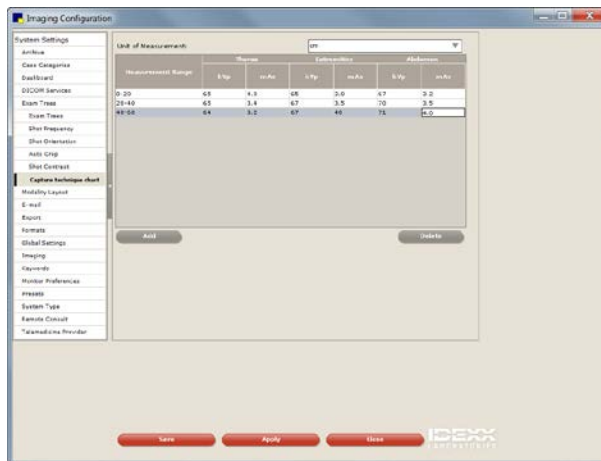 Imaging Configuration
System Settings
Archive
Case Categories
Dashboard
DICOM Services
Exam Trees
Exam Trees
Shot Frequency
Shot Orientation
Auto Crop
Shot Contrast
Capture technique chart
Modality Layout
E-mail
Export
Formats
Global Settings
Imaging
Keywords
Monitor Preferences
Presets
System Type
Remote Consult
Telemedicine Provider
Unit of Measurement: cm
Thorax Extremities Abdomen
Measurement Range kVp mAs kVp mAs kVp mAs
0-20 65 4.3 65 3.0 67 3.2
20-40 65 3.4 67 3.5 70 3.5
40-60 64 3.2 67 40 71 4.0
Add Delete
Save Apply Close
IDEXX
LABORATORIES